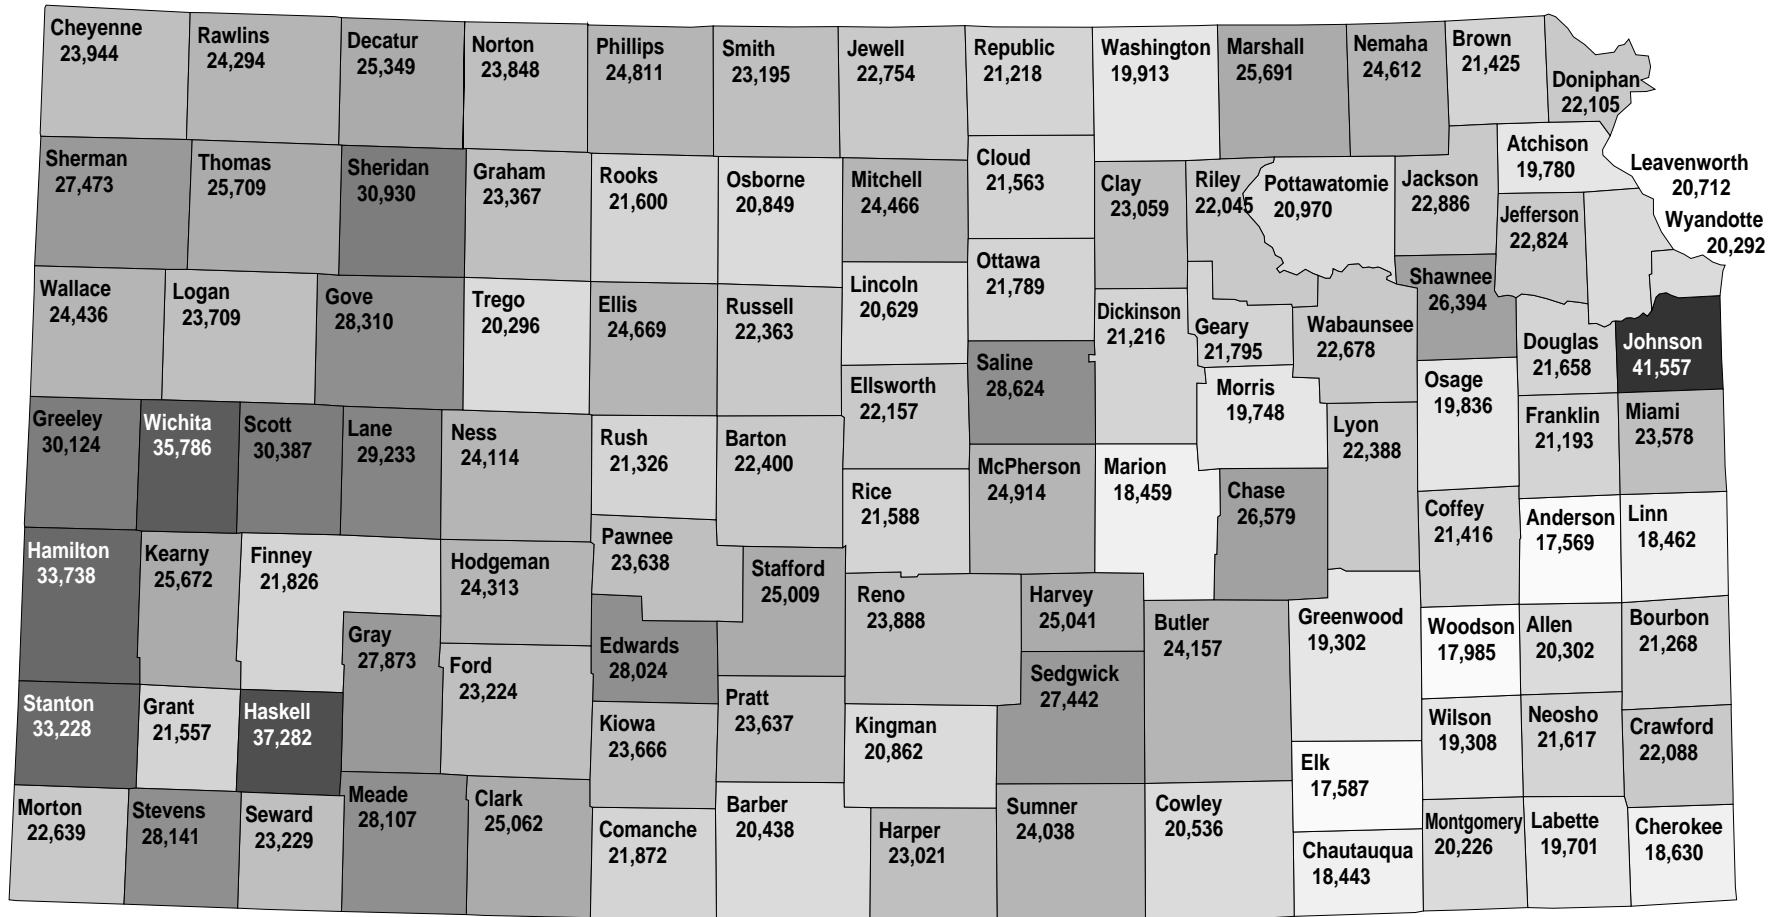 Cheyenne
23,944
Rawlins
24,294
Decatur
25,349
Norton
23,848
Phillips
24,811
Smith
23,195
Jewell
22,754
Republic
21,218
Washington
19,913
Marshall
25,691
Nemaha
24,612
Brown
21,425
Doniphan
22,105
Sherman
27,473
Thomas
25,709
Sheridan
30,930
Graham
23,367
Rooks
21,600
Osborne
20,849
Mitchell
24,466
Cloud
21,563
Clay
23,059
Riley
22,045
Pottawatomie
20,970
Jackson
22,886
Atchison
19,780
Leavenworth
20,712
Jefferson
22,824
Wyandotte
20,292
Wallace
24,436
Logan
23,709
Gove
28,310
Trego
20,296
Ellis
24,669
Russell
22,363
Lincoln
20,629
Ottawa
21,789
Dickinson
21,216
Geary
21,795
Wabaunsee
22,678
Shawnee
26,394
Douglas
21,658
Johnson
41,557
Ellsworth
22,157
Saline
28,624
Morris
19,748
Osage
19,836
Greeley
30,124
Wichita
35,786
Scott
30,387
Lane
29,233
Ness
24,114
Rush
21,326
Barton
22,400
Rice
21,588
McPherson
24,914
Marion
18,459
Chase
26,579
Lyon
22,388
Franklin
21,193
Miami
23,578
Coffey
21,416
Anderson
17,569
Linn
18,462
Hamilton
33,738
Kearny
25,672
Finney
21,826
Hodgeman
24,313
Pawnee
23,638
Stafford
25,009
Reno
23,888
Harvey
25,041
Butler
24,157
Greenwood
19,302
Woodson
17,985
Allen
20,302
Bourbon
21,268
Gray
27,873
Ford
23,224
Edwards
28,024
Sedgwick
27,442
Stanton
33,228
Grant
21,557
Haskell
37,282
Kiowa
23,666
Pratt
23,637
Kingman
20,862
Elk
17,587
Wilson
19,308
Neosho
21,617
Crawford
22,088
Morton
22,639
Stevens
28,141
Seward
23,229
Meade
28,107
Clark
25,062
Comanche
21,872
Barber
20,438
Harper
23,021
Sumner
24,038
Cowley
20,536
Chautauqua
18,443
Montgomery
20,226
Labette
19,701
Cherokee
18,630